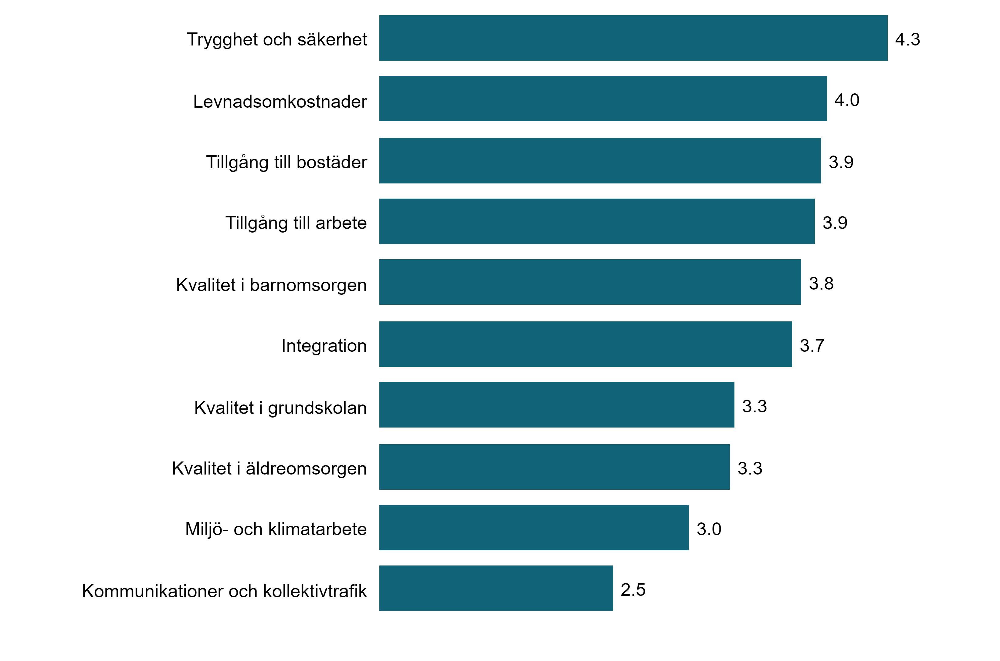 Trygghet och säkerhet 4.3
Levnadsomkostnader 4.0
Tillgång till bostäder 3.9
Tillgång till arbete 3.9
Kvalitet i barnomsorgen 3.8
Integration 3.7
Kvalitet i grundskolan 3.3
Kvalitet i äldreomsorgen 3.3
Miljö- och klimatarbete 3.0
Kommunikationer och kollektivtrafik 2.5